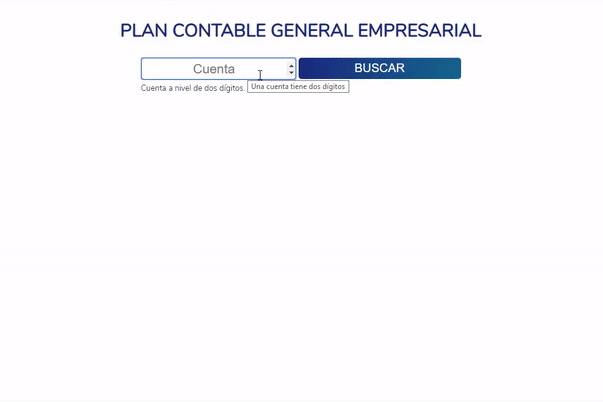 PLAN CONTABLE GENERAL EMPRESARIAL
Cuenta
BUSCAR
Cuenta a nivel de dos dígitos.
Una cuenta tiene dos dígitos